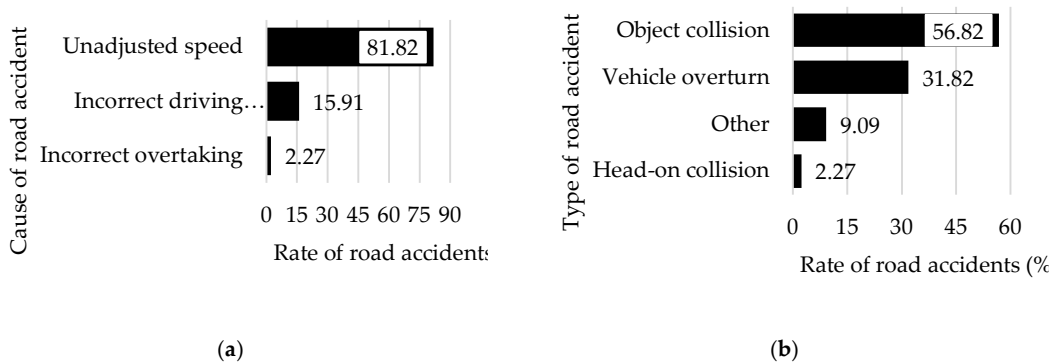 Cause of road accident
Unadjusted speed
81.82
Incorrect driving…
15.91
Incorrect overtaking
2.27
0 15 30 45 60 75 90
Rate of road accidents
(a)
Type of road accident
Object collision
56.82
Vehicle overturn
31.82
Other
9.09
Head-on collision
2.27
0 15 30 45 60
Rate of road accidents (%
(b)